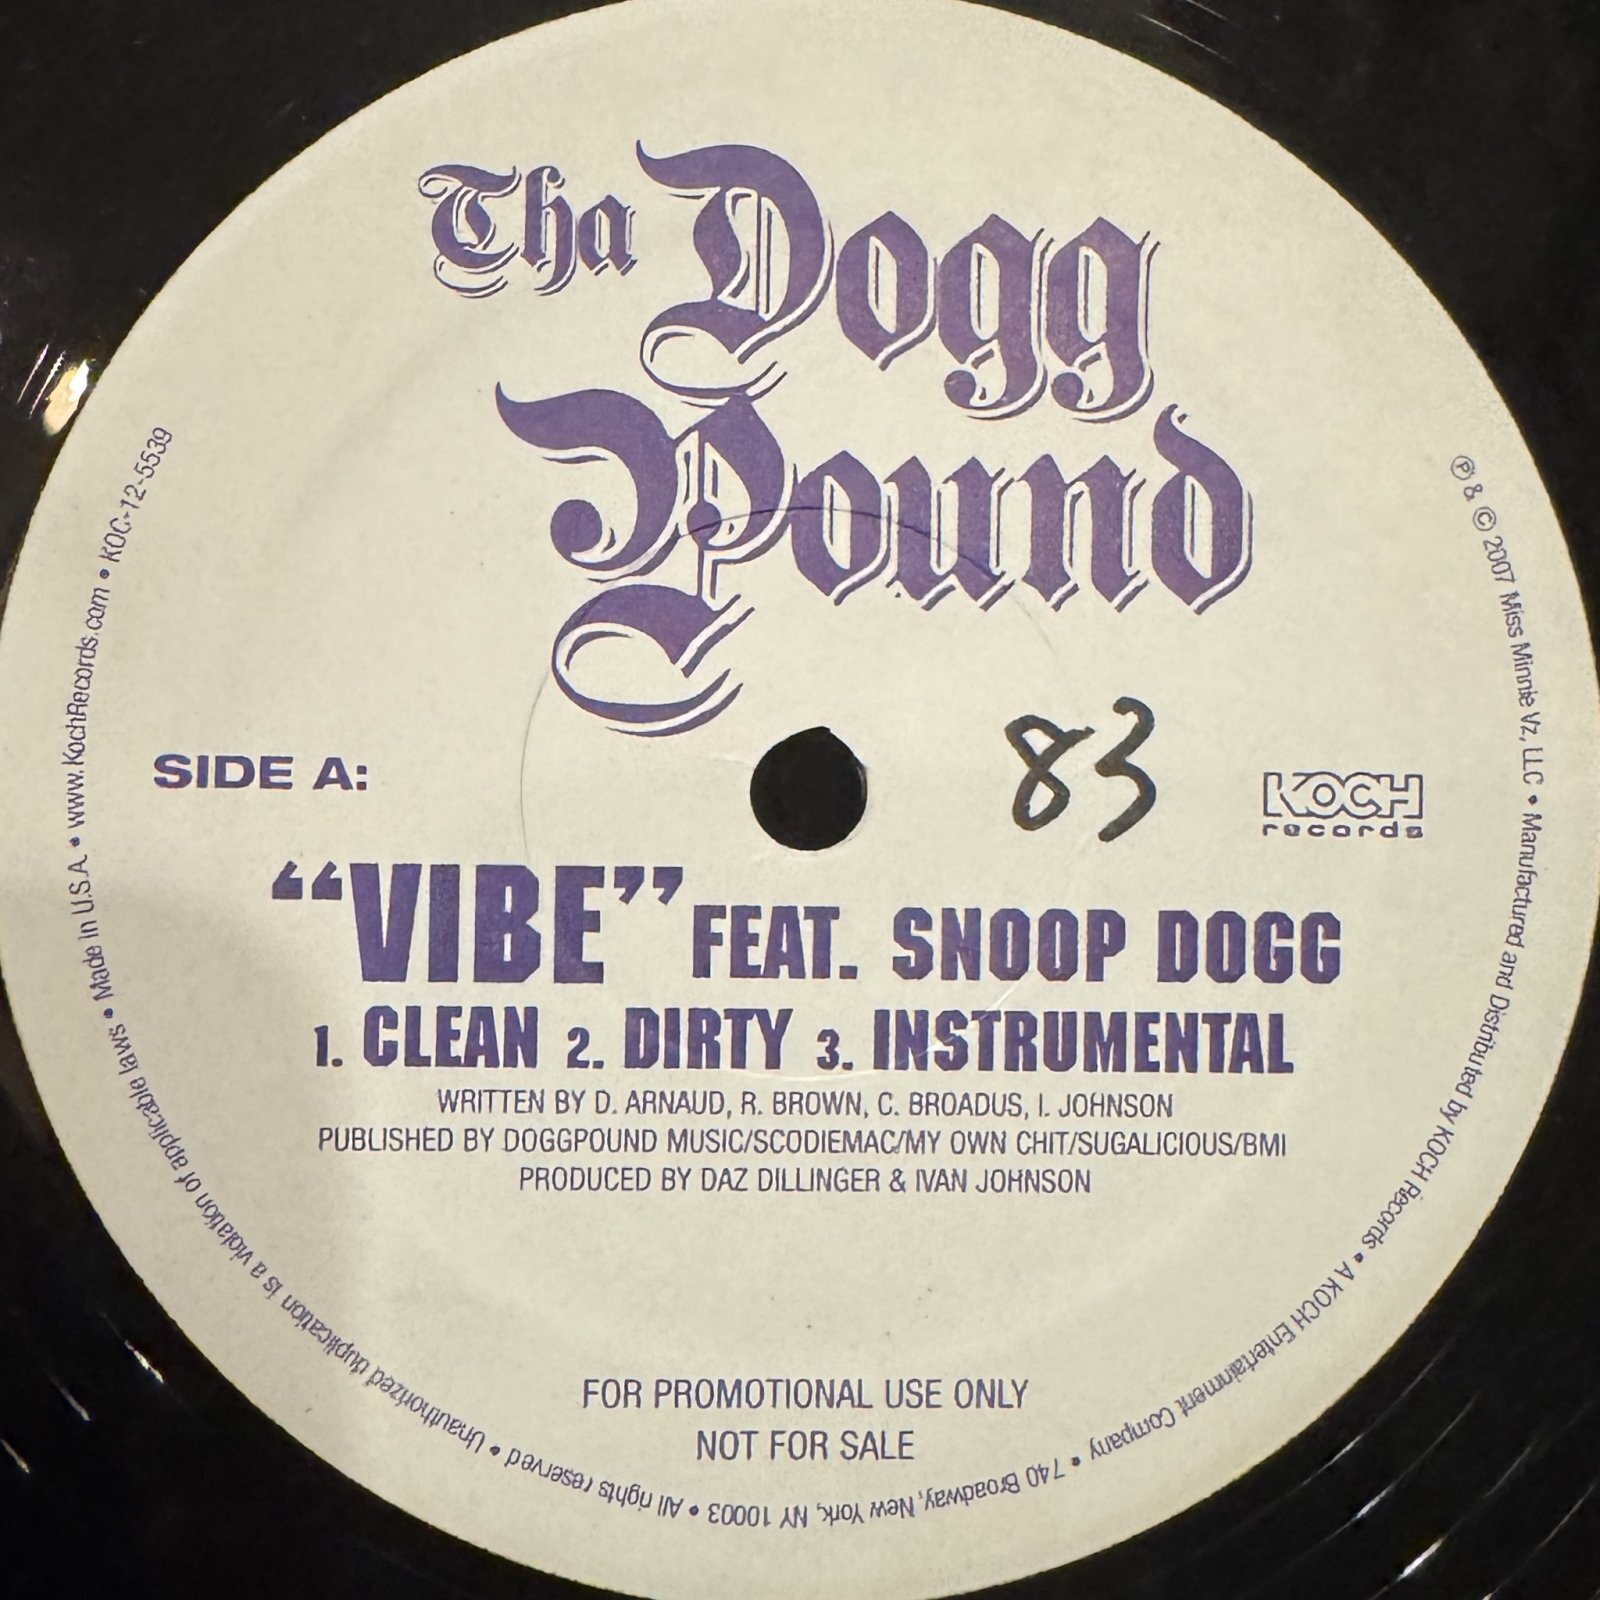 Tha Dogg
Pound
SIDE A:
83
KOCH
records
“VIBE” FEAT. SNOOP DOGG
1. CLEAN 2. DIRTY 3. INSTRUMENTAL
WRITTEN BY D. ARNAUD, R. BROWN, C. BROADUS, I. JOHNSON
PUBLISHED BY DOGGPOUND MUSIC/SCODIEMAC/MY OWN CHIT/SUGALICIOUS/BMI
PRODUCED BY DAZ DILLINGER & IVAN JOHNSON
FOR PROMOTIONAL USE ONLY
NOT FOR SALE
℗ & © 2007 Miss Minnie Vz, LLC • Manufactured and Distributed by KOCH Records • A KOCH Entertainment Company • 740 Broadway, New York, NY 10003 • All rights reserved • Unauthorized duplication is a violation of applicable laws • Made in U.S.A. • www.KochRecords.com • KOC-12-5539